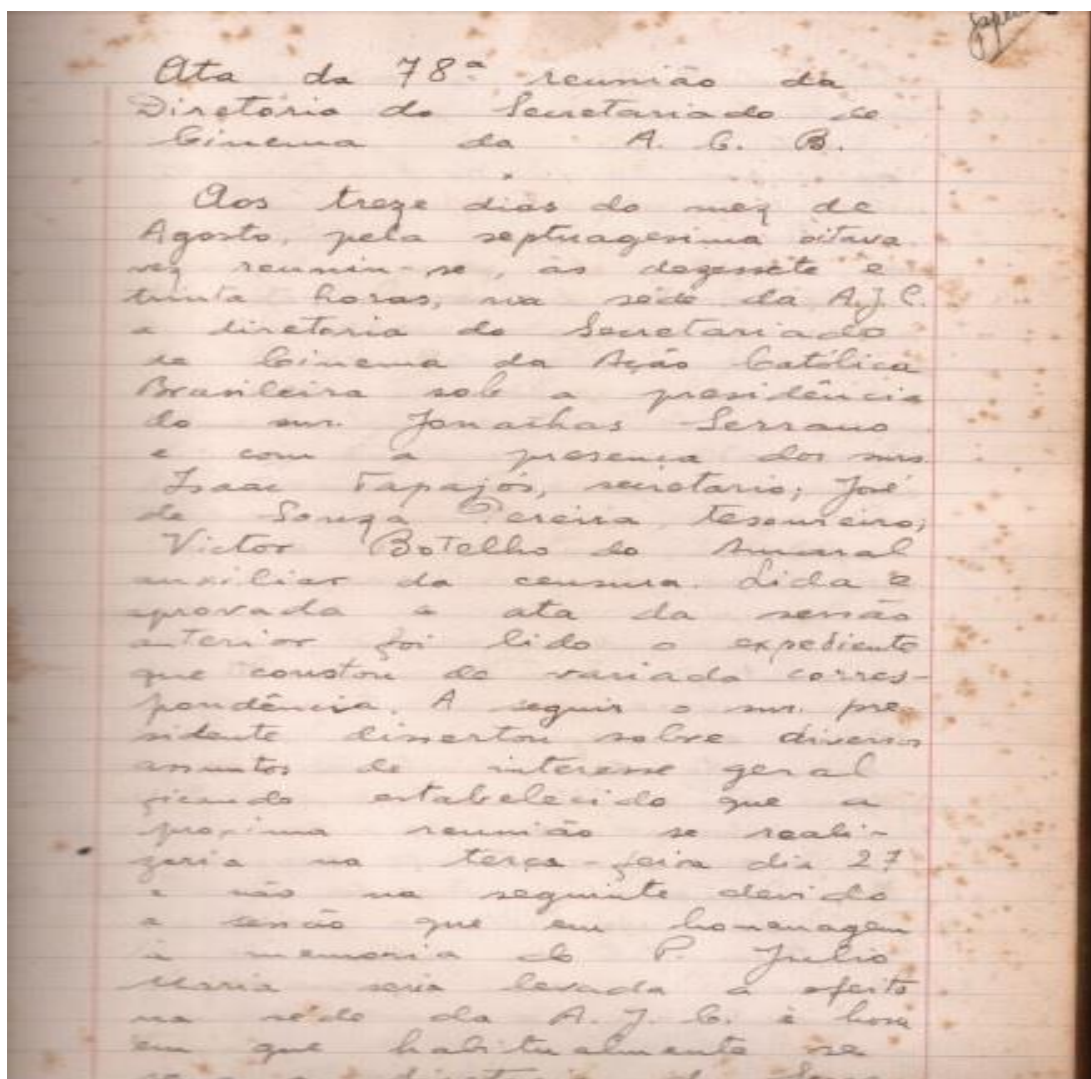 Ata da 78ª reunião da
Diretoria do Secretariado de
Cinema da A. C. B.
Aos treze dias do mez de
Agosto, pela septuagesima oitava
vez reuniu-se, as dezessete e
trinta horas, na séde da A.J.C.
a diretoria do Secretariado
de Cinema da Ação Católica
Brasileira sob a presidência
do snr. Jonathas Serrano
e com a presença dos snrs.
Isaac Tapajós, secretario; José
de Souza Pereira, tesoureiro;
Victor Botelho do Amaral
auxiliar da censura. Lida e
aprovada a ata da sessão
anterior foi lido o expediente
que constou de variada corres-
pondência. A seguir o snr. pre-
sidente dissertou sobre diversos
assuntos de interesse geral
ficando estabelecido que a
proxima reunião se reali-
zaria na terça-feira dia 27
e não na seguinte devido
a sessão que em homenagem
à memoria do P. Julio
Maria seria levada a efeito
na séde da A. J. C. à hora
em que habitualmente se
diretoria do